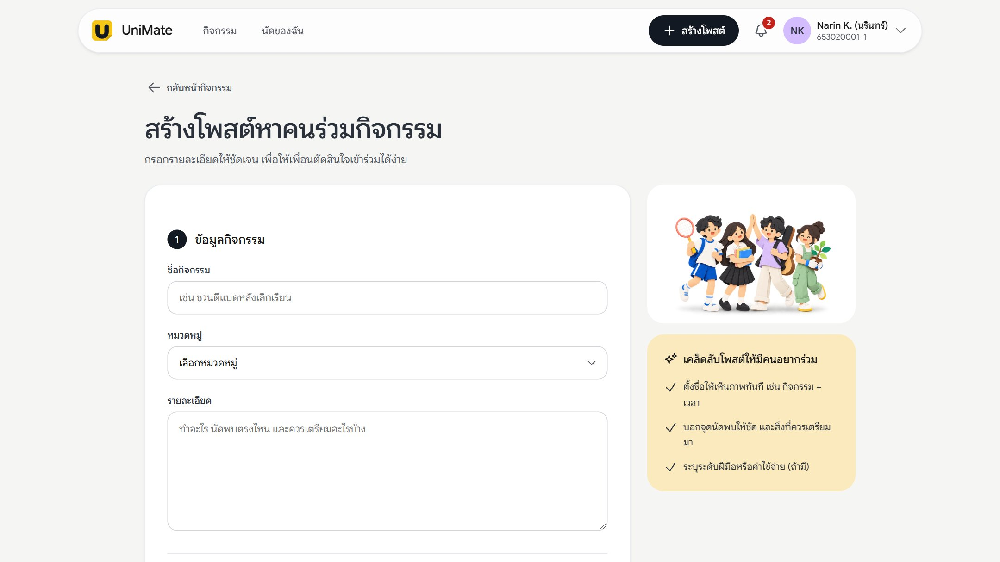 UniMate
กิจกรรม
นัดของฉัน
สร้างโพสต์
2
NK
Narin K. (นรินทร์)
653020001-1
กลับหน้ากิจกรรม
สร้างโพสต์หาคนร่วมกิจกรรม
กรอกรายละเอียดให้ชัดเจน เพื่อให้เพื่อนตัดสินใจเข้าร่วมได้ง่าย
1 ข้อมูลกิจกรรม
ชื่อกิจกรรม
เช่น ชวนตีแบดหลังเลิกเรียน
หมวดหมู่
เลือกหมวดหมู่
รายละเอียด
ทำอะไร นัดพบตรงไหน และควรเตรียมอะไรบ้าง
เคล็ดลับโพสต์ให้มีคนอยากร่วม
ตั้งชื่อให้เห็นภาพทันที เช่น กิจกรรม +
เวลา
บอกจุดนัดพบให้ชัด และสิ่งที่ควรเตรียม
มา
ระบุระดับฝีมือหรือค่าใช้จ่าย (ถ้ามี)